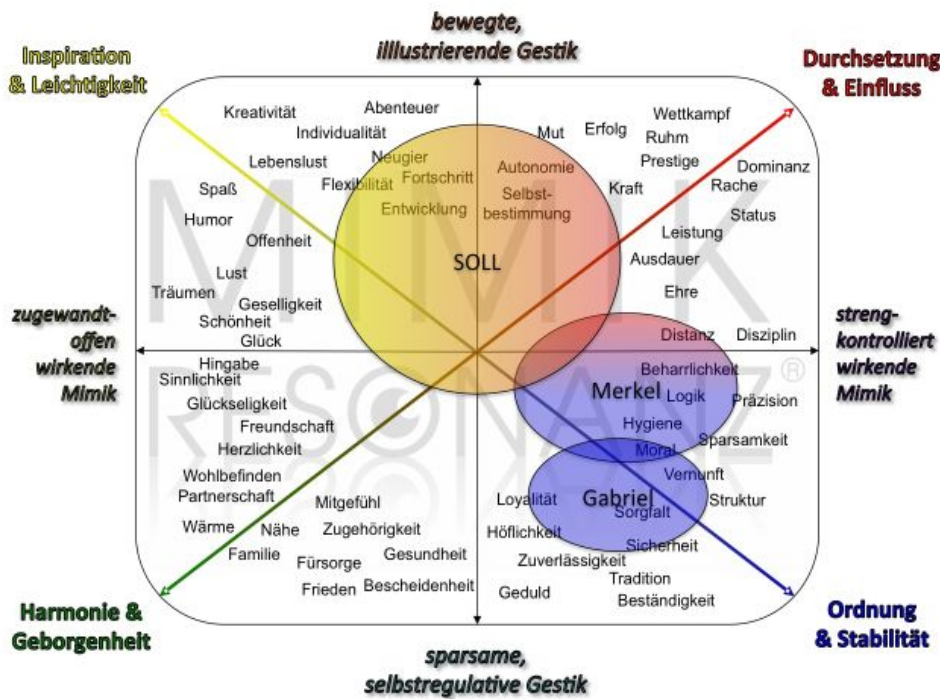 bewegte,
illlustrierende Gestik
Inspiration
& Leichtigkeit
Durchsetzung
& Einfluss
Kreativität
Abenteuer
Individualität
Neugier
Lebenslust
Flexibilität
Fortschritt
Spaß
Entwicklung
Humor
Offenheit
Lust
Träumen
Geselligkeit
Schönheit
Glück
Mut
Erfolg
Wettkampf
Ruhm
Prestige
Autonomie
Dominanz
Kraft
Rache
Selbst-
bestimmung
Status
Leistung
Ausdauer
Ehre
Distanz
Disziplin
SOLL
zugewandt-
offen
wirkende
Mimik
streng-
kontrolliert
wirkende
Mimik
Hingabe
Sinnlichkeit
Glückseligkeit
Freundschaft
Herzlichkeit
Wohlbefinden
Partnerschaft
Mitgefühl
Wärme
Nähe
Zugehörigkeit
Familie
Fürsorge
Gesundheit
Frieden
Bescheidenheit
Beharrlichkeit
Merkel
Logik
Präzision
Hygiene
Sparsamkeit
Moral
Vernunft
Loyalität
Gabriel
Struktur
Sorgfalt
Höflichkeit
Sicherheit
Zuverlässigkeit
Tradition
Geduld
Beständigkeit
MIMIK
RESONANZ®
Harmonie &
Geborgenheit
Ordnung
& Stabilität
sparsame,
selbstregulative Gestik